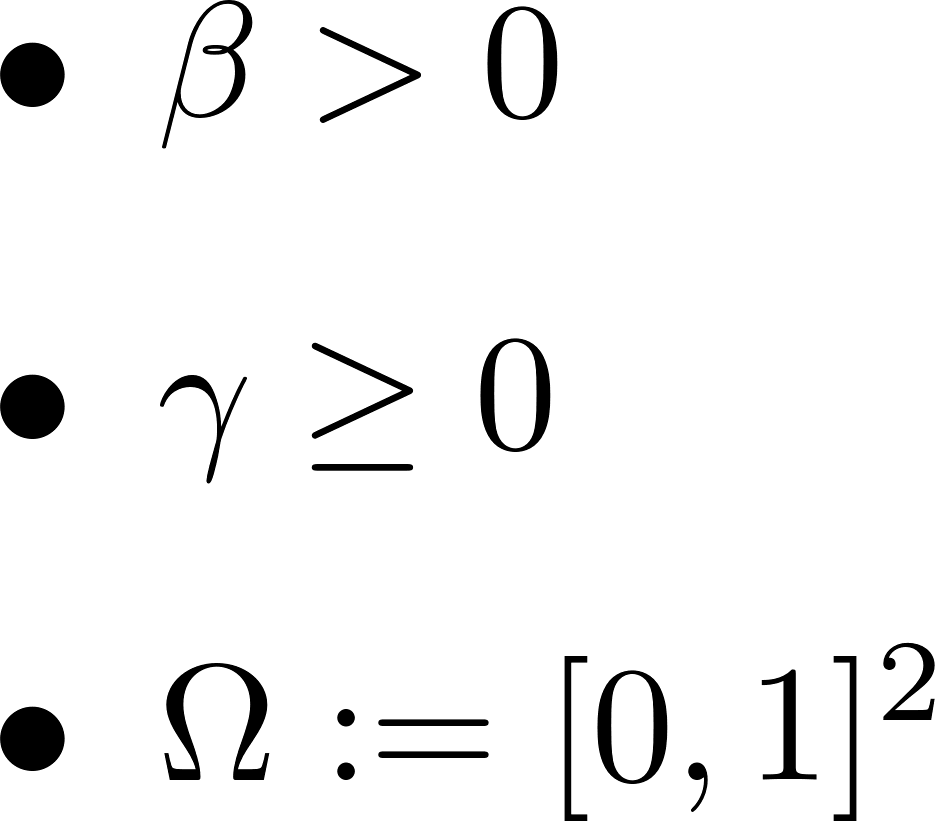 • β > 0
• γ ≥ 0
• Ω := [0, 1]²